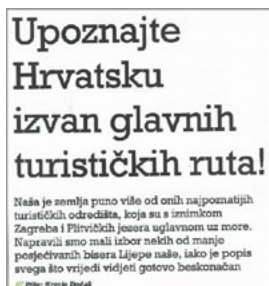 Upoznajte
Hrvatsku
izvan glavnih
turističkih ruta!
Naša je zemlja puno više od onih najpoznatijih
turističkih odredišta, koja su s iznimkom
Zagreba i Plitvičkih jezera uglavnom uz more.
Napravili smo mali izbor nekih od manje
posjećivanih bisera Lijepe naše, iako je popis
svega što vrijedi vidjeti gotovo beskonačan
/// Piše: